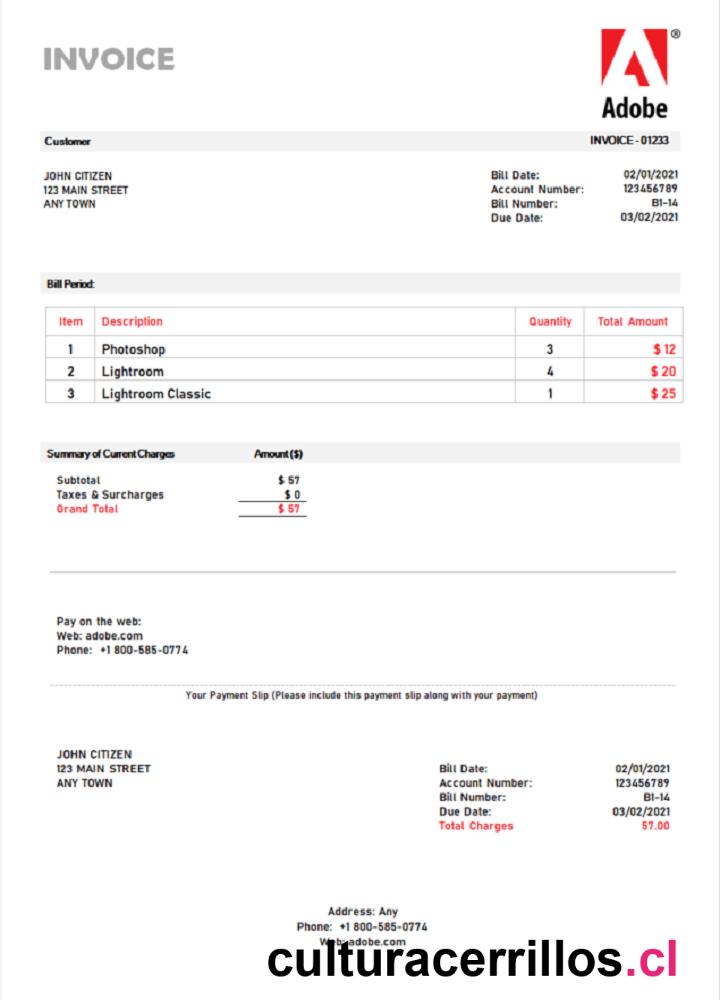 INVOICE
®
Adobe
Customer INVOICE - 01233
JOHN CITIZEN Bill Date: 02/01/2021
123 MAIN STREET Account Number: 123456789
ANY TOWN Bill Number: B1-14
Due Date: 03/02/2021
Bill Period:
Item Description Quantity Total Amount
1 Photoshop 3 $ 12
2 Lightroom 4 $ 20
3 Lightroom Classic 1 $ 25
Summary of Current Charges Amount ($)
Subtotal $ 57
Taxes & Surcharges $ 0
Grand Total $ 57
Pay on the web:
Web: adobe.com
Phone: +1 800-585-0774
Your Payment Slip (Please include this payment slip along with your payment)
JOHN CITIZEN
123 MAIN STREET Bill Date: 02/01/2021
ANY TOWN Account Number: 123456789
Bill Number: B1-14
Due Date: 03/02/2021
Total Charges 57.00
Address: Any
Phone: +1 800-585-0774
Web: adobe.com
culturacerrillos.cl